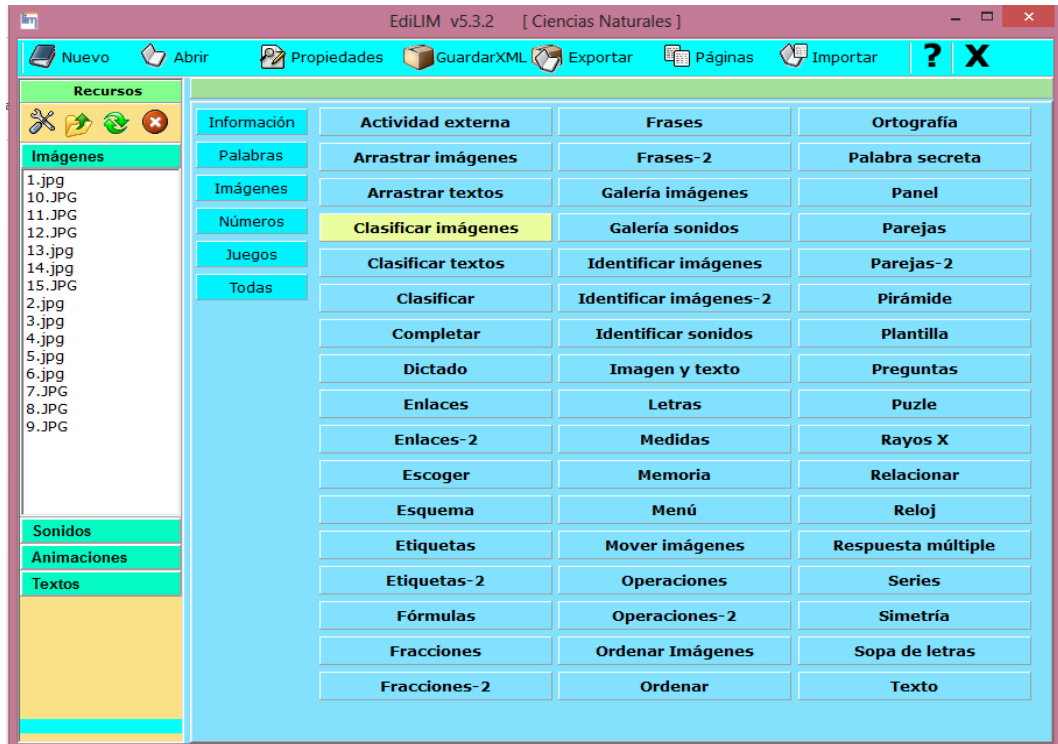 lim EdiLIM v5.3.2 [ Ciencias Naturales ]
Nuevo Abrir Propiedades GuardarXML Exportar Páginas Importar ? X
Recursos
Imágenes
1.jpg
10.JPG
11.JPG
12.JPG
13.jpg
14.jpg
15.JPG
2.jpg
3.jpg
4.jpg
5.jpg
6.jpg
7.JPG
8.JPG
9.JPG
Sonidos
Animaciones
Textos
Información
Palabras
Imágenes
Números
Juegos
Todas
Actividad externa Frases Ortografía
Arrastrar imágenes Frases-2 Palabra secreta
Arrastrar textos Galería imágenes Panel
Clasificar imágenes Galería sonidos Parejas
Clasificar textos Identificar imágenes Parejas-2
Clasificar Identificar imágenes-2 Pirámide
Completar Identificar sonidos Plantilla
Dictado Imagen y texto Preguntas
Enlaces Letras Puzle
Enlaces-2 Medidas Rayos X
Escoger Memoria Relacionar
Esquema Menú Reloj
Etiquetas Mover imágenes Respuesta múltiple
Etiquetas-2 Operaciones Series
Fórmulas Operaciones-2 Simetría
Fracciones Ordenar Imágenes Sopa de letras
Fracciones-2 Ordenar Texto